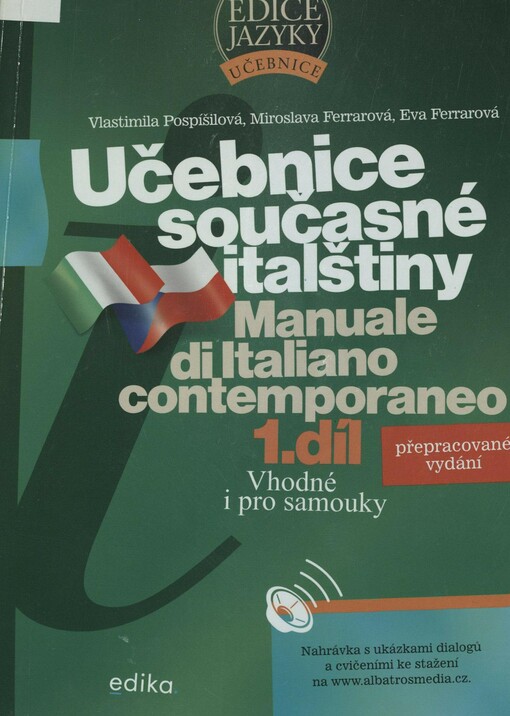 EDICE
JAZYKY
UČEBNICE
Vlastimila Pospíšilová, Miroslava Ferrarová, Eva Ferrarová
Učebnice
současné
italštiny
Manuale
di Italiano
contemporaneo
1.díl
přepracované
vydání
Vhodné
i pro samouky
Nahrávka s ukázkami dialogů
a cvičeními ke stažení
na www.albatrosmedia.cz.
edika